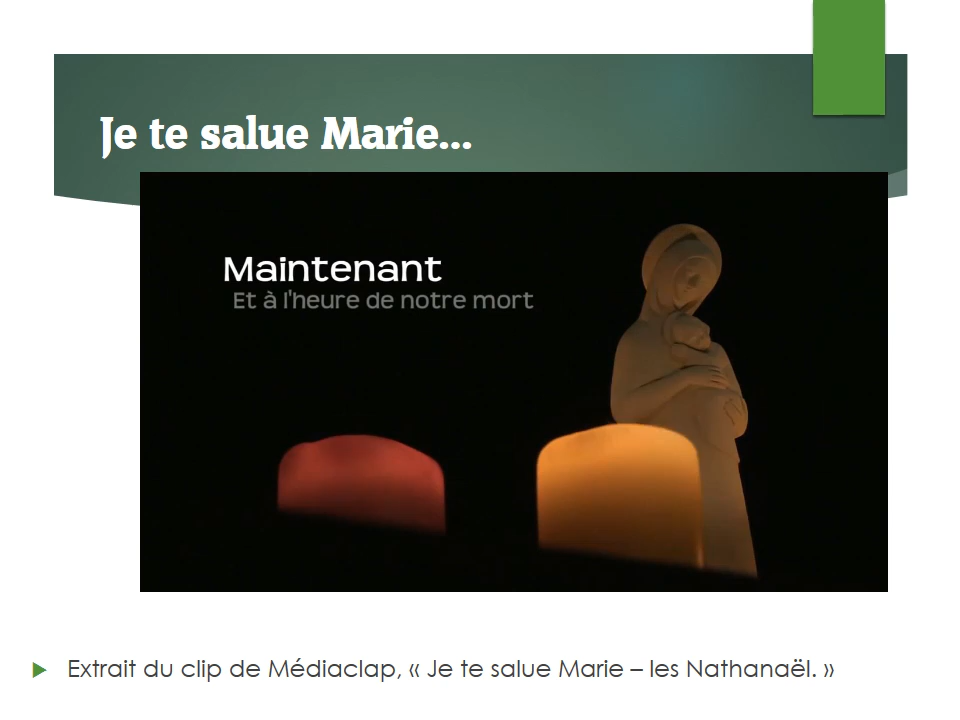 Je te salue Marie...
Maintenant
Et à l'heure de notre mort
Extrait du clip de Médiaclap, « Je te salue Marie – les Nathanaël. »